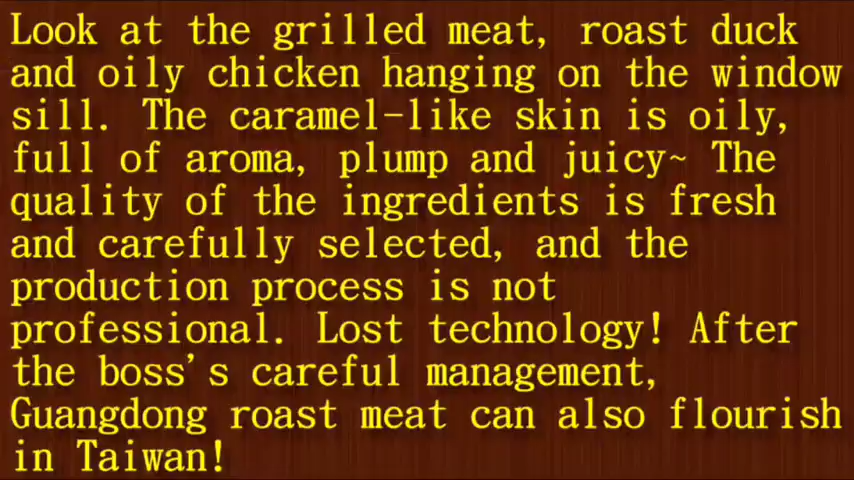 Look at the grilled meat, roast duck
and oily chicken hanging on the window
sill. The caramel-like skin is oily,
full of aroma, plump and juicy~ The
quality of the ingredients is fresh
and carefully selected, and the
production process is not
professional. Lost technology! After
the boss's careful management,
Guangdong roast meat can also flourish
in Taiwan!